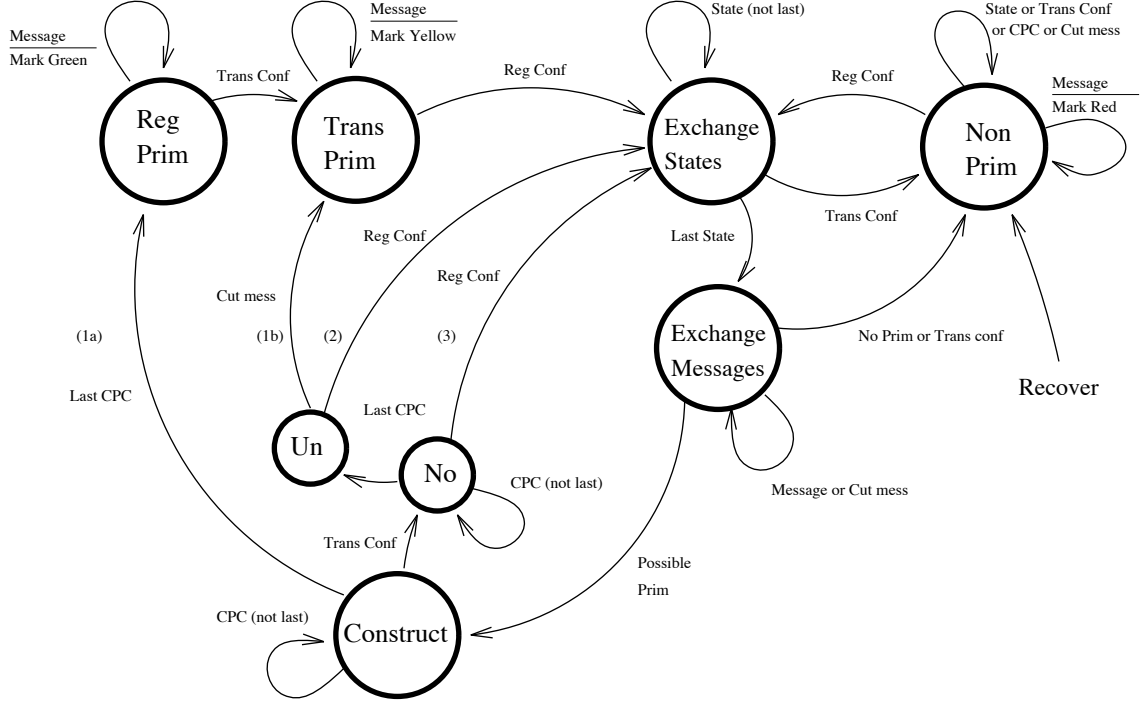 Message
Mark Green
Message
Mark Yellow
State (not last)
State or Trans Conf
or CPC or Cut mess
Trans Conf
Reg Conf
Reg Conf
Message
Mark Red
Reg
Prim
Trans
Prim
Exchange
States
Non
Prim
Trans Conf
Reg Conf
Last State
Reg Conf
Cut mess
(1a)
(1b)
(2)
(3)
Exchange
Messages
No Prim or Trans conf
Recover
Last CPC
Last CPC
Un
No
CPC (not last)
Message or Cut mess
Trans Conf
Possible
Prim
CPC (not last)
Construct